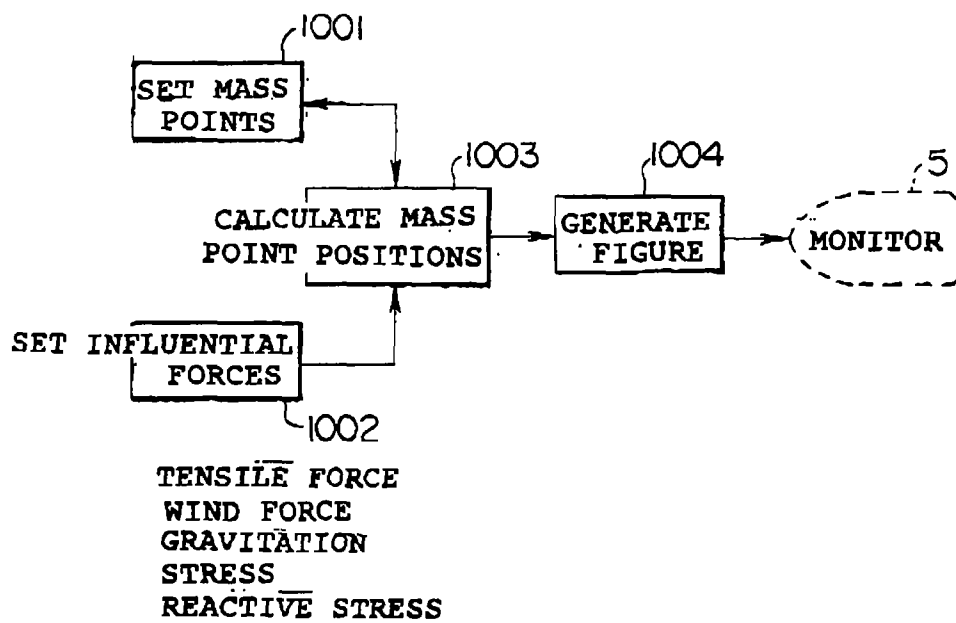 1001
SET MASS
POINTS
1003
1004
5
CALCULATE MASS
POINT POSITIONS
GENERATE
FIGURE
MONITOR
SET INFLUENTIAL
FORCES
1002
TENSILE FORCE
WIND FORCE
GRAVITATION
STRESS
REACTIVE STRESS